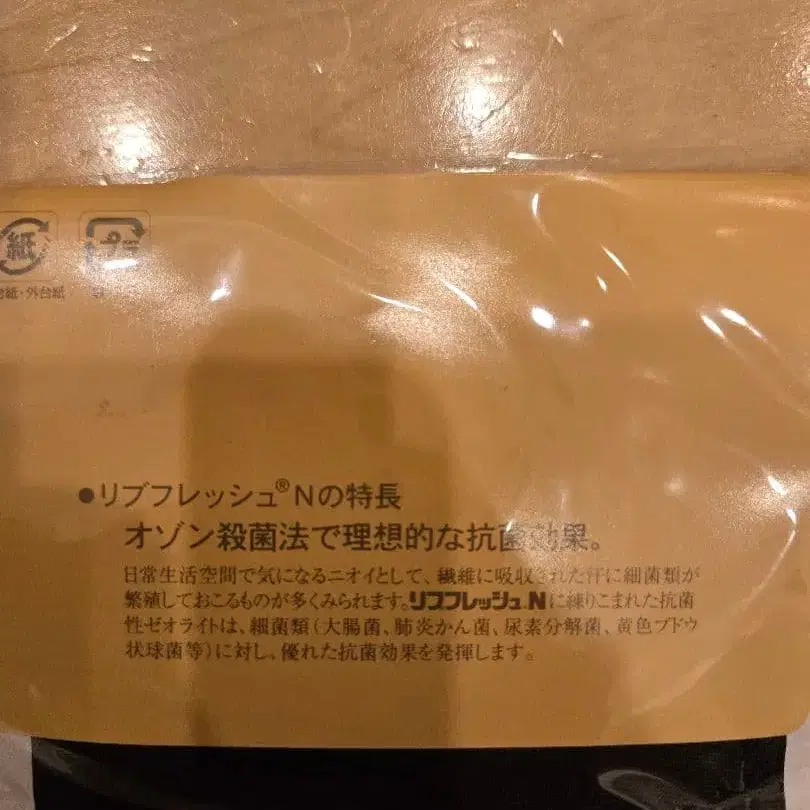 紙
プラ
台紙・外台紙
袋
●リブフレッシュ®Nの特長
オゾン殺菌法で理想的な抗菌効果。
日常生活空間で気になるニオイとして、繊維に吸収された汗に細菌類が
繁殖しておこるものが多くみられます。リブフレッシュNに練りこまれた抗菌
性ゼオライトは、細菌類（大腸菌、肺炎かん菌、尿素分解菌、黄色ブドウ
状球菌等）に対し、優れた抗菌効果を発揮します。